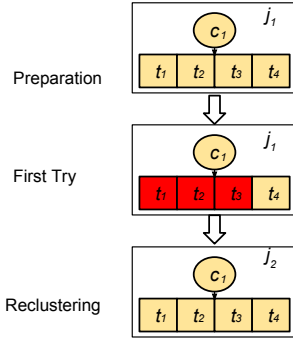 j1
c1
Preparation
t1 t2 t3 t4
j1
c1
First Try
t1 t2 t3 t4
j2
c1
Reclustering
t1 t2 t3 t4